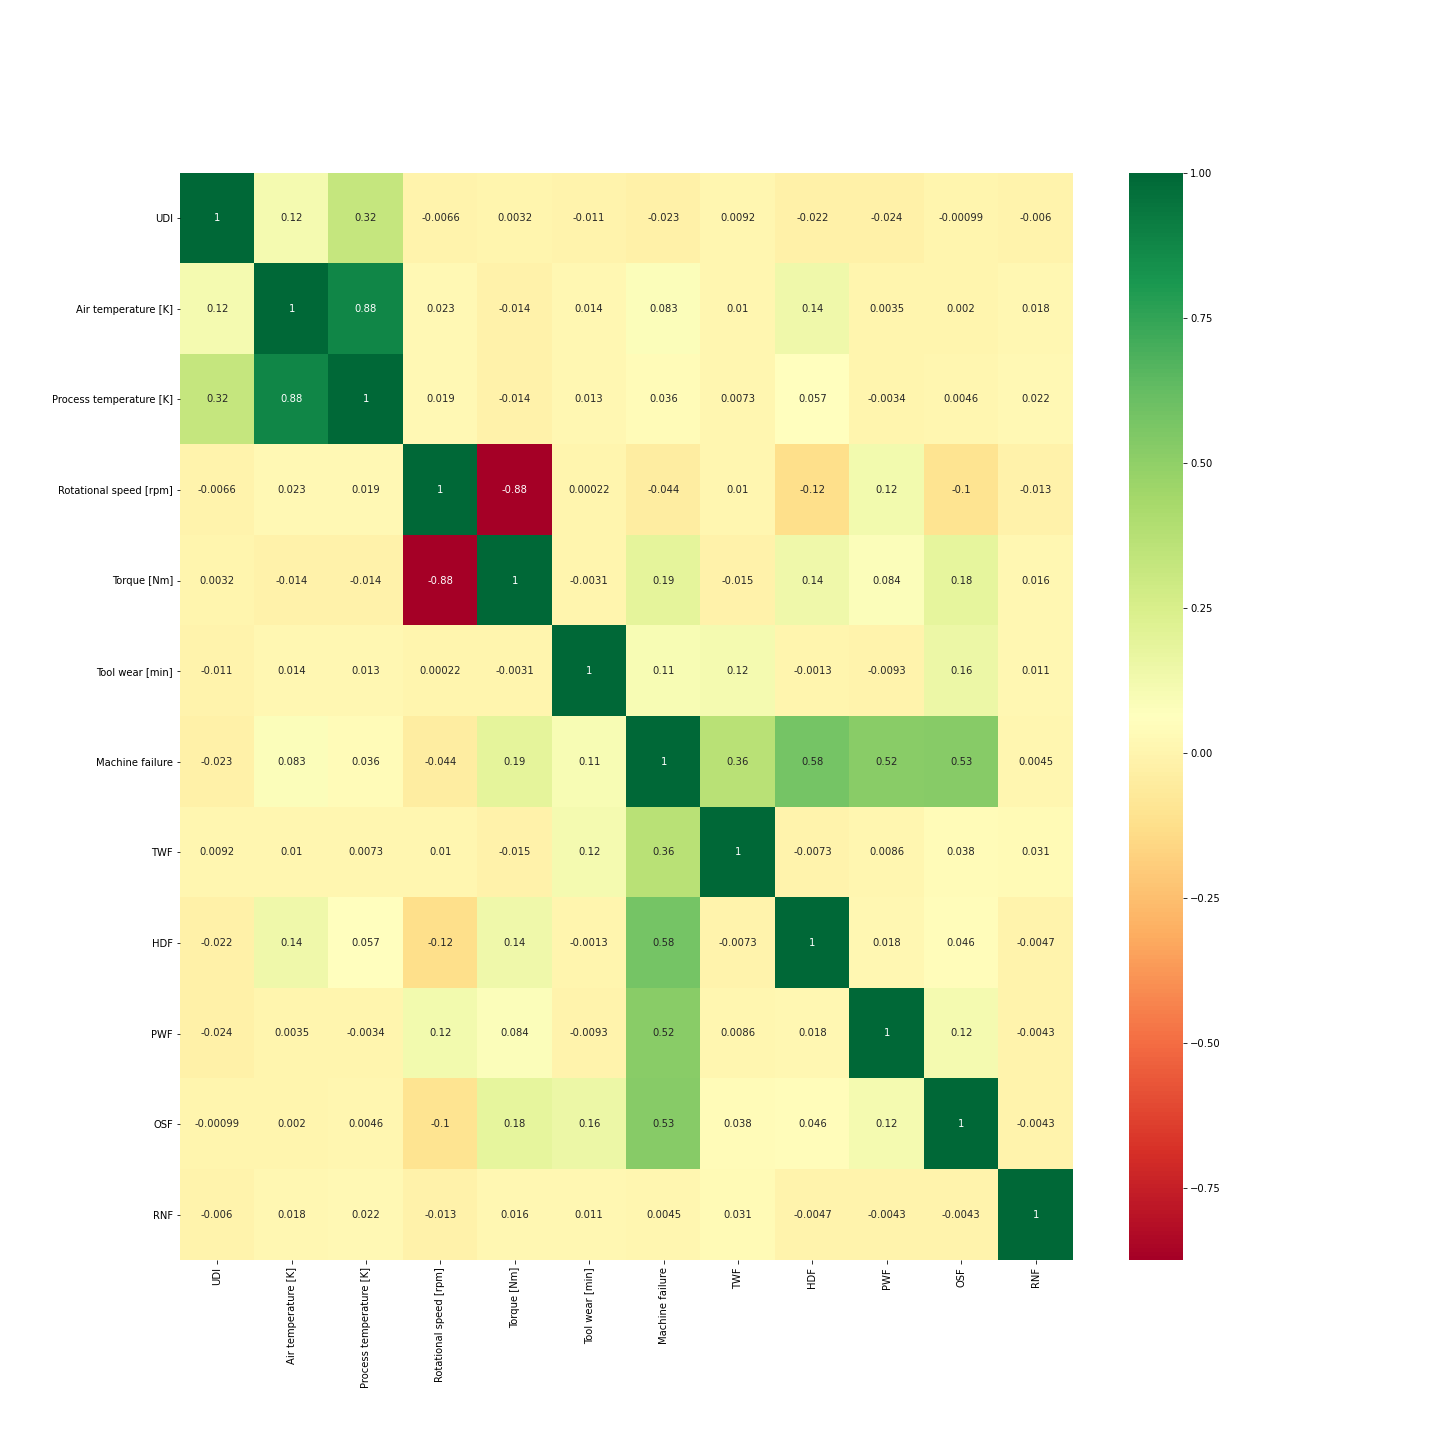 1.00
UDI 1 0.12 0.32 -0.0066 0.0032 -0.011 -0.023 0.0092 -0.022 -0.024 -0.00099 -0.006
Air temperature [K] 0.12 1 0.88 0.023 -0.014 0.014 0.083 0.01 0.14 0.0035 0.002 0.018
0.75
Process temperature [K] 0.32 0.88 1 0.019 -0.014 0.013 0.036 0.0073 0.057 -0.0034 0.0046 0.022
0.50
Rotational speed [rpm] -0.0066 0.023 0.019 1 -0.88 0.00022 -0.044 0.01 -0.12 0.12 -0.1 -0.013
Torque [Nm] 0.0032 -0.014 -0.014 -0.88 1 -0.0031 0.19 -0.015 0.14 0.084 0.18 0.016
0.25
Tool wear [min] -0.011 0.014 0.013 0.00022 -0.0031 1 0.11 0.12 -0.0013 -0.0093 0.16 0.011
0.00
Machine failure -0.023 0.083 0.036 -0.044 0.19 0.11 1 0.36 0.58 0.52 0.53 0.0045
TWF 0.0092 0.01 0.0073 0.01 -0.015 0.12 0.36 1 -0.0073 0.0086 0.038 0.031
−0.25
HDF -0.022 0.14 0.057 -0.12 0.14 -0.0013 0.58 -0.0073 1 0.018 0.046 -0.0047
PWF -0.024 0.0035 -0.0034 0.12 0.084 -0.0093 0.52 0.0086 0.018 1 0.12 -0.0043
−0.50
OSF -0.00099 0.002 0.0046 -0.1 0.18 0.16 0.53 0.038 0.046 0.12 1 -0.0043
−0.75
RNF -0.006 0.018 0.022 -0.013 0.016 0.011 0.0045 0.031 -0.0047 -0.0043 -0.0043 1
UDI
Air temperature [K]
Process temperature [K]
Rotational speed [rpm]
Torque [Nm]
Tool wear [min]
Machine failure
TWF
HDF
PWF
OSF
RNF